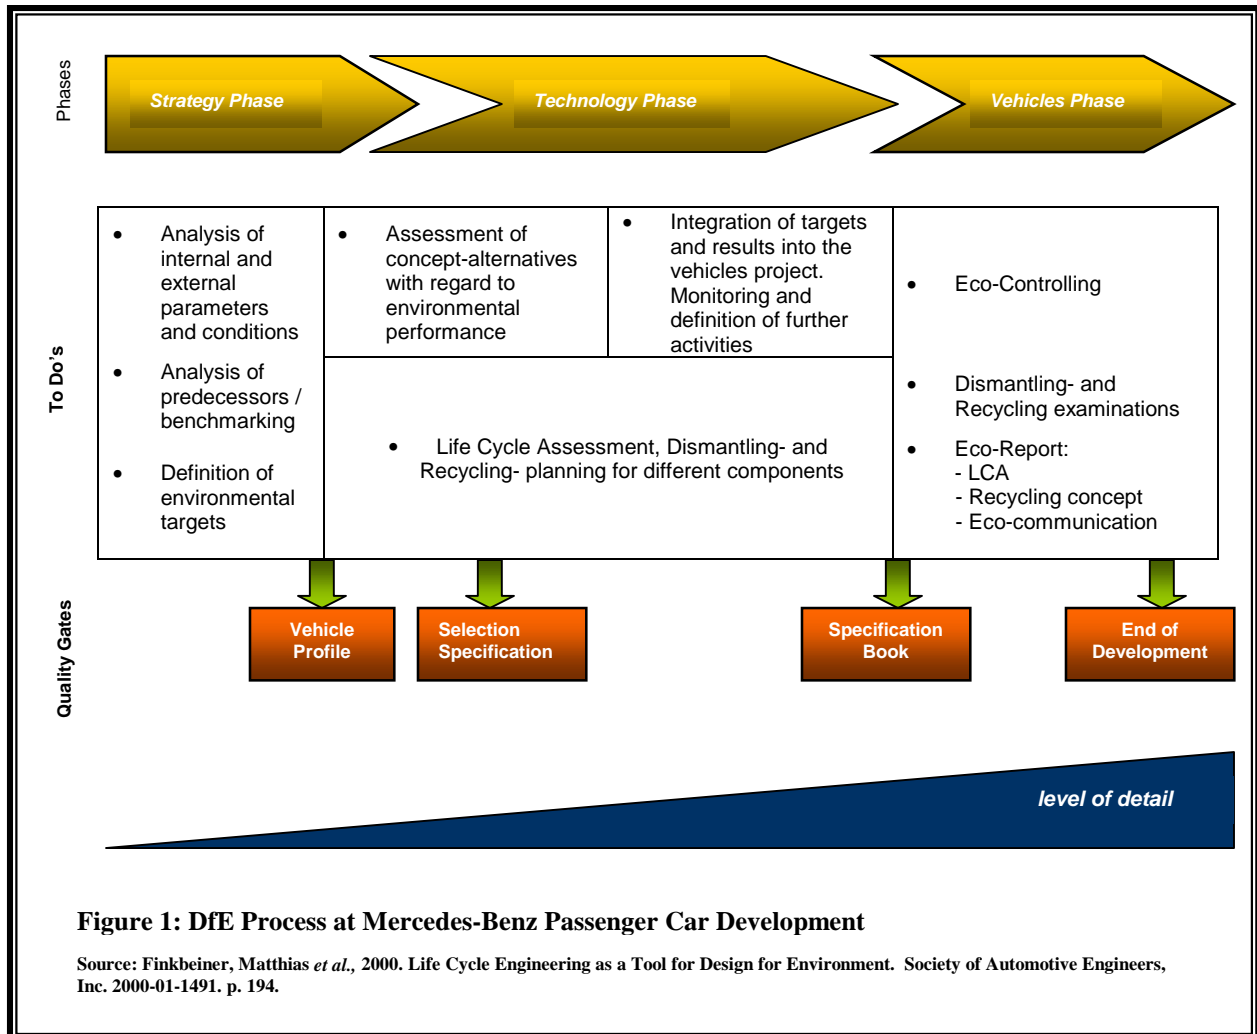 Phases
Strategy Phase
Technology Phase
Vehicles Phase
To Do's
• Analysis of
internal and
external
parameters
and conditions
• Analysis of
predecessors /
benchmarking
• Definition of
environmental
targets
• Assessment of
concept-alternatives
with regard to
environmental
performance
• Integration of targets
and results into the
vehicles project.
Monitoring and
definition of further
activities
• Life Cycle Assessment, Dismantling- and
Recycling- planning for different components
• Eco-Controlling
• Dismantling- and
Recycling examinations
• Eco-Report:
- LCA
- Recycling concept
- Eco-communication
Quality Gates
Vehicle
Profile
Selection
Specification
Specification
Book
End of
Development
level of detail
Figure 1: DfE Process at Mercedes-Benz Passenger Car Development
Source: Finkbeiner, Matthias et al., 2000. Life Cycle Engineering as a Tool for Design for Environment. Society of Automotive Engineers,
Inc. 2000-01-1491. p. 194.